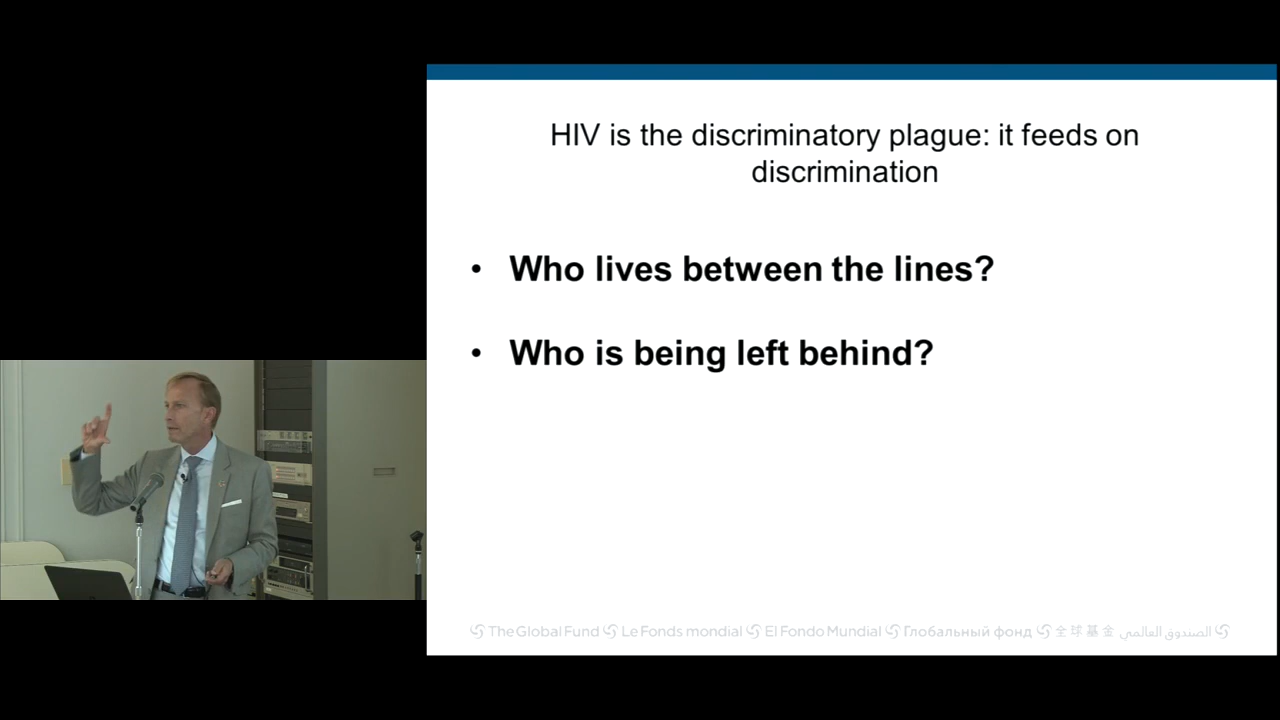 HIV is the discriminatory plague: it feeds on
discrimination
• Who lives between the lines?
• Who is being left behind?
The Global Fund Le Fonds mondial El Fondo Mundial Глобальный фонд 全球基金 الصندوق العالمي